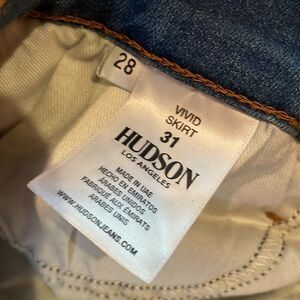 28
VIVID
SKIRT
31
HUDSON
LOS ANGELES
MADE IN UAE
HECHO EN EMIRATOS
ÁRABES UNIDOS
FABRIQUÉ AUX ÉMIRATS
ARABES UNIS
WWW.HUDSONJEANS.COM